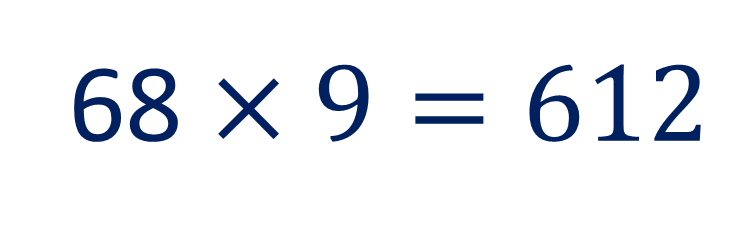 68 × 9 = 612